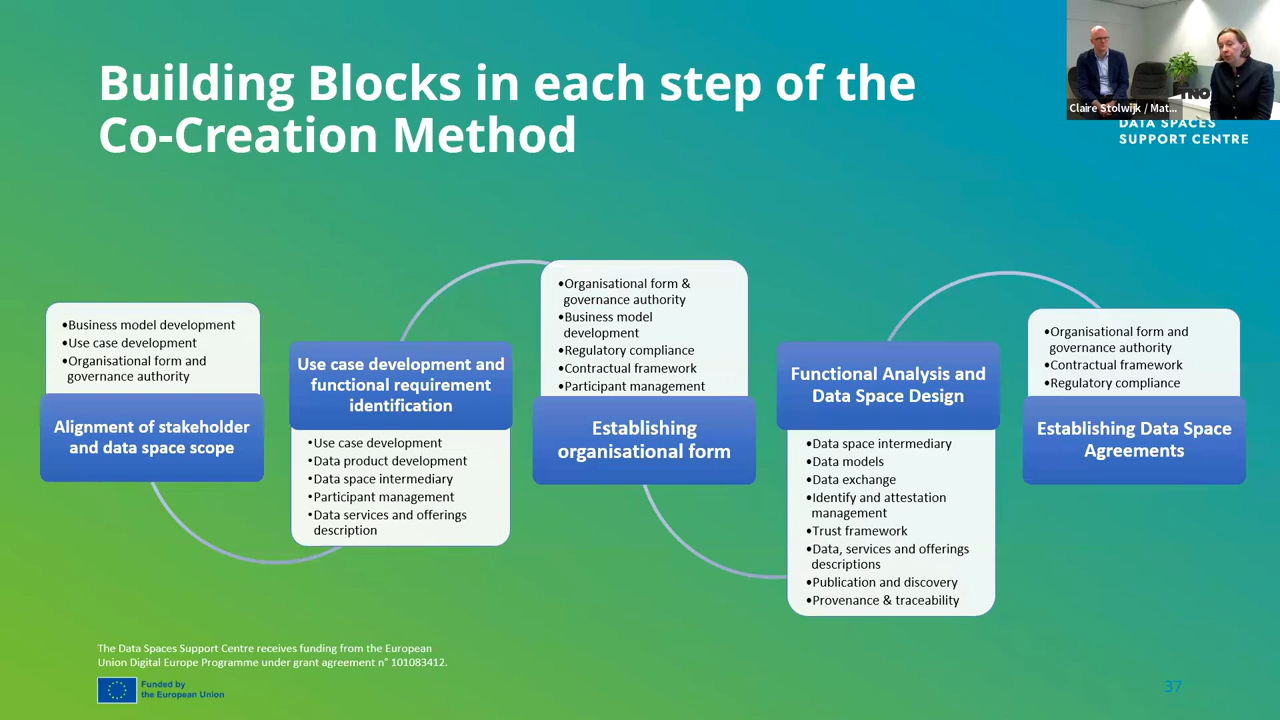 Building Blocks in each step of the
Co-Creation Method
Claire Stolwijk / Mat...
TNO
DATA SPACES
SUPPORT CENTRE
•Business model development
•Use case development
•Organisational form and
governance authority
Alignment of stakeholder
and data space scope
Use case development and
functional requirement
identification
•Use case development
•Data product development
•Data space intermediary
•Participant management
•Data services and offerings
description
•Organisational form &
governance authority
•Business model
development
•Regulatory compliance
•Contractual framework
•Participant management
Establishing
organisational form
Functional Analysis and
Data Space Design
•Data space intermediary
•Data models
•Data exchange
•Identify and attestation
management
•Trust framework
•Data, services and offerings
descriptions
•Publication and discovery
•Provenance & traceability
•Organisational form and
governance authority
•Contractual framework
•Regulatory compliance
Establishing Data Space
Agreements
The Data Spaces Support Centre receives funding from the European
Union Digital Europe Programme under grant agreement n° 101083412.
Funded by
the European Union
37